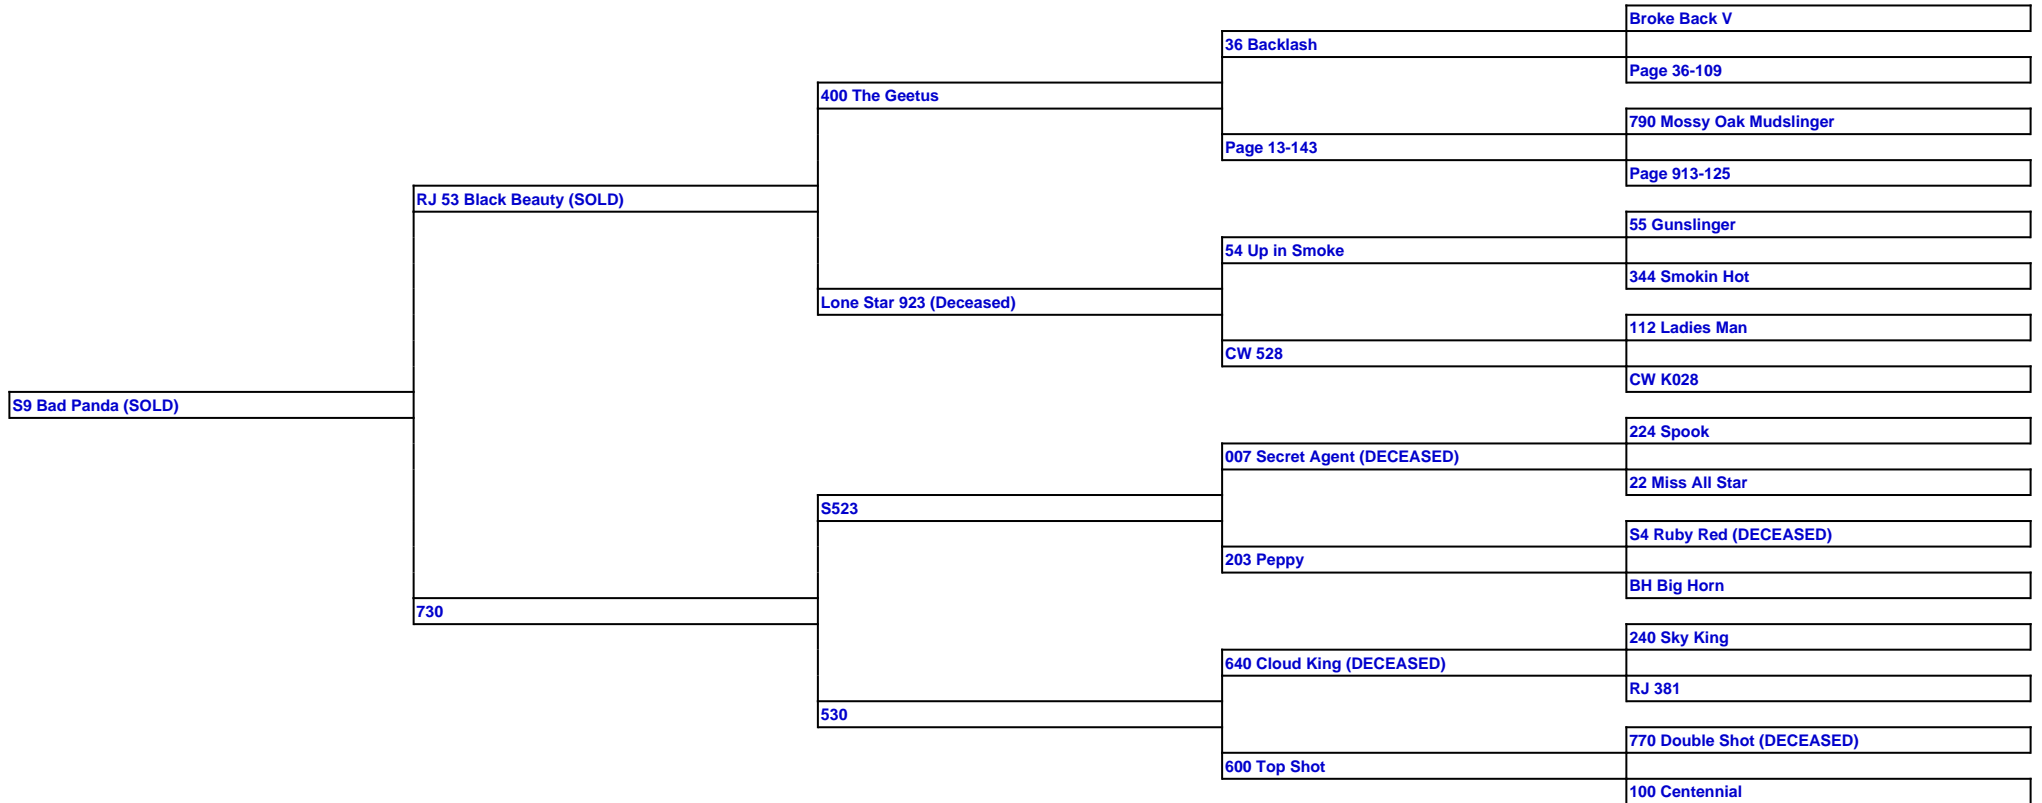 Broke Back V
36 Backlash
Page 36-109
400 The Geetus
790 Mossy Oak Mudslinger
Page 13-143
Page 913-125
RJ 53 Black Beauty (SOLD)
55 Gunslinger
54 Up in Smoke
344 Smokin Hot
Lone Star 923 (Deceased)
112 Ladies Man
CW 528
CW K028
S9 Bad Panda (SOLD)
224 Spook
007 Secret Agent (DECEASED)
22 Miss All Star
S523
S4 Ruby Red (DECEASED)
203 Peppy
BH Big Horn
730
240 Sky King
640 Cloud King (DECEASED)
RJ 381
530
770 Double Shot (DECEASED)
600 Top Shot
100 Centennial